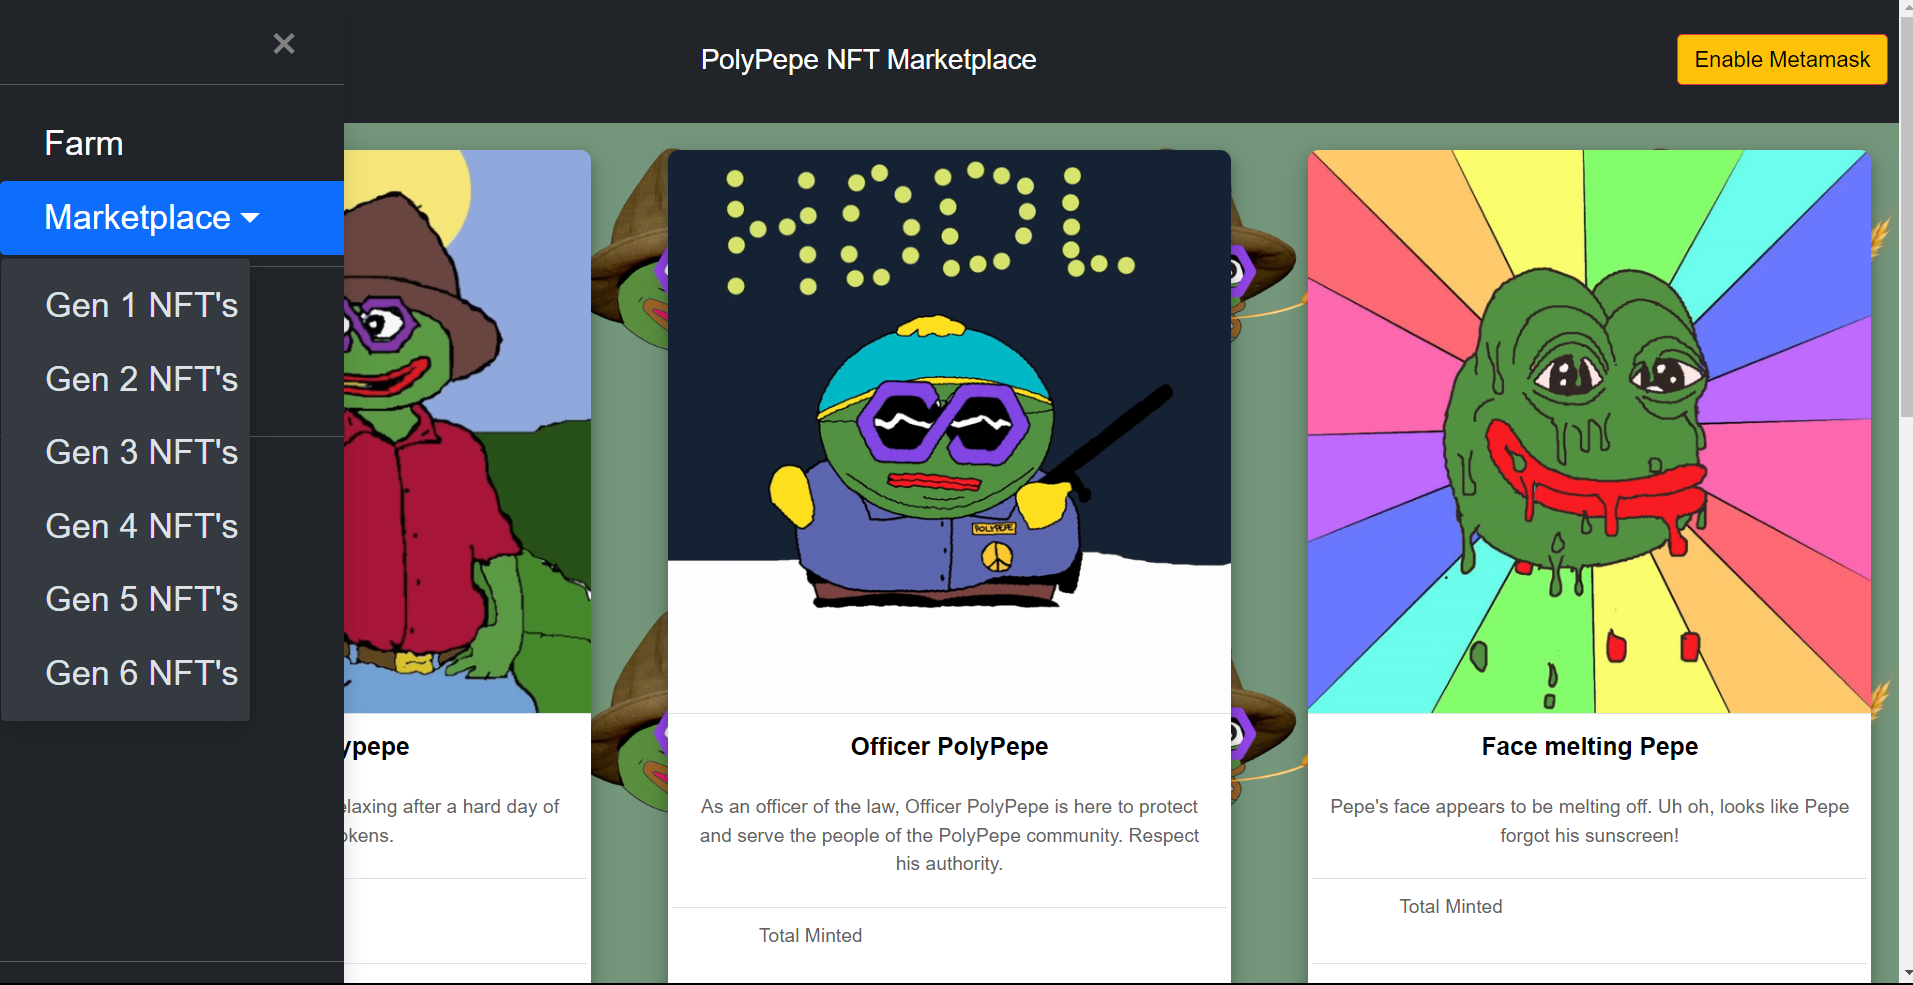 ×
PolyPepe NFT Marketplace
Enable Metamask
Farm
Marketplace
Gen 1 NFT's
Gen 2 NFT's
Gen 3 NFT's
Gen 4 NFT's
Gen 5 NFT's
Gen 6 NFT's
ypepe
elaxing after a hard day of
okens.
HODL
POLYPEPE
Officer PolyPepe
As an officer of the law, Officer PolyPepe is here to protect
and serve the people of the PolyPepe community. Respect
his authority.
Total Minted
Face melting Pepe
Pepe's face appears to be melting off. Uh oh, looks like Pepe
forgot his sunscreen!
Total Minted